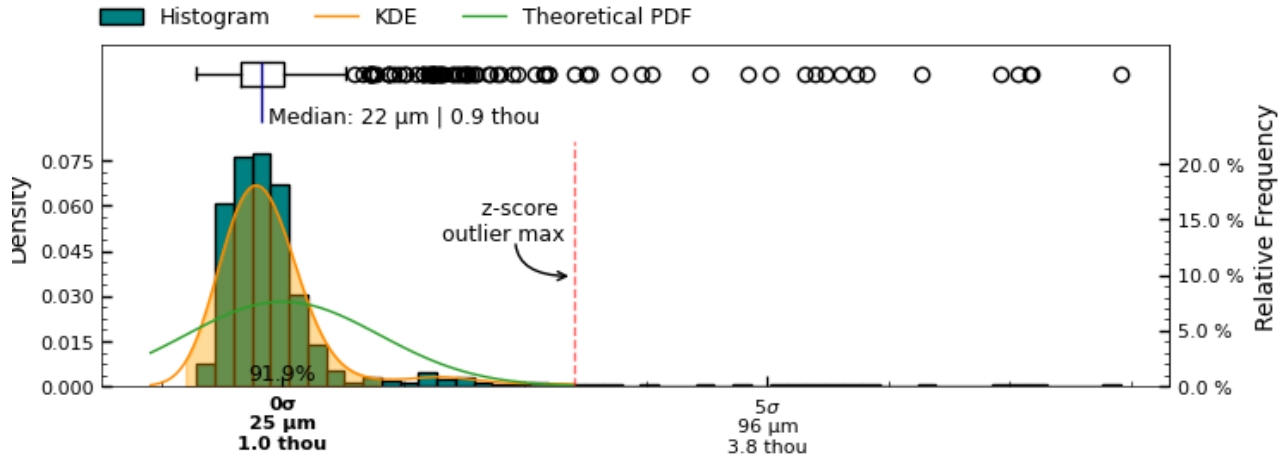 Histogram KDE Theoretical PDF
Median: 22 µm | 0.9 thou
Density
0.075
0.060
0.045
0.030
0.015
0.000
z-score
outlier max
91.9%
20.0 %
15.0 %
10.0 %
5.0 %
0.0 %
Relative Frequency
0σ
25 µm
1.0 thou
5σ
96 µm
3.8 thou